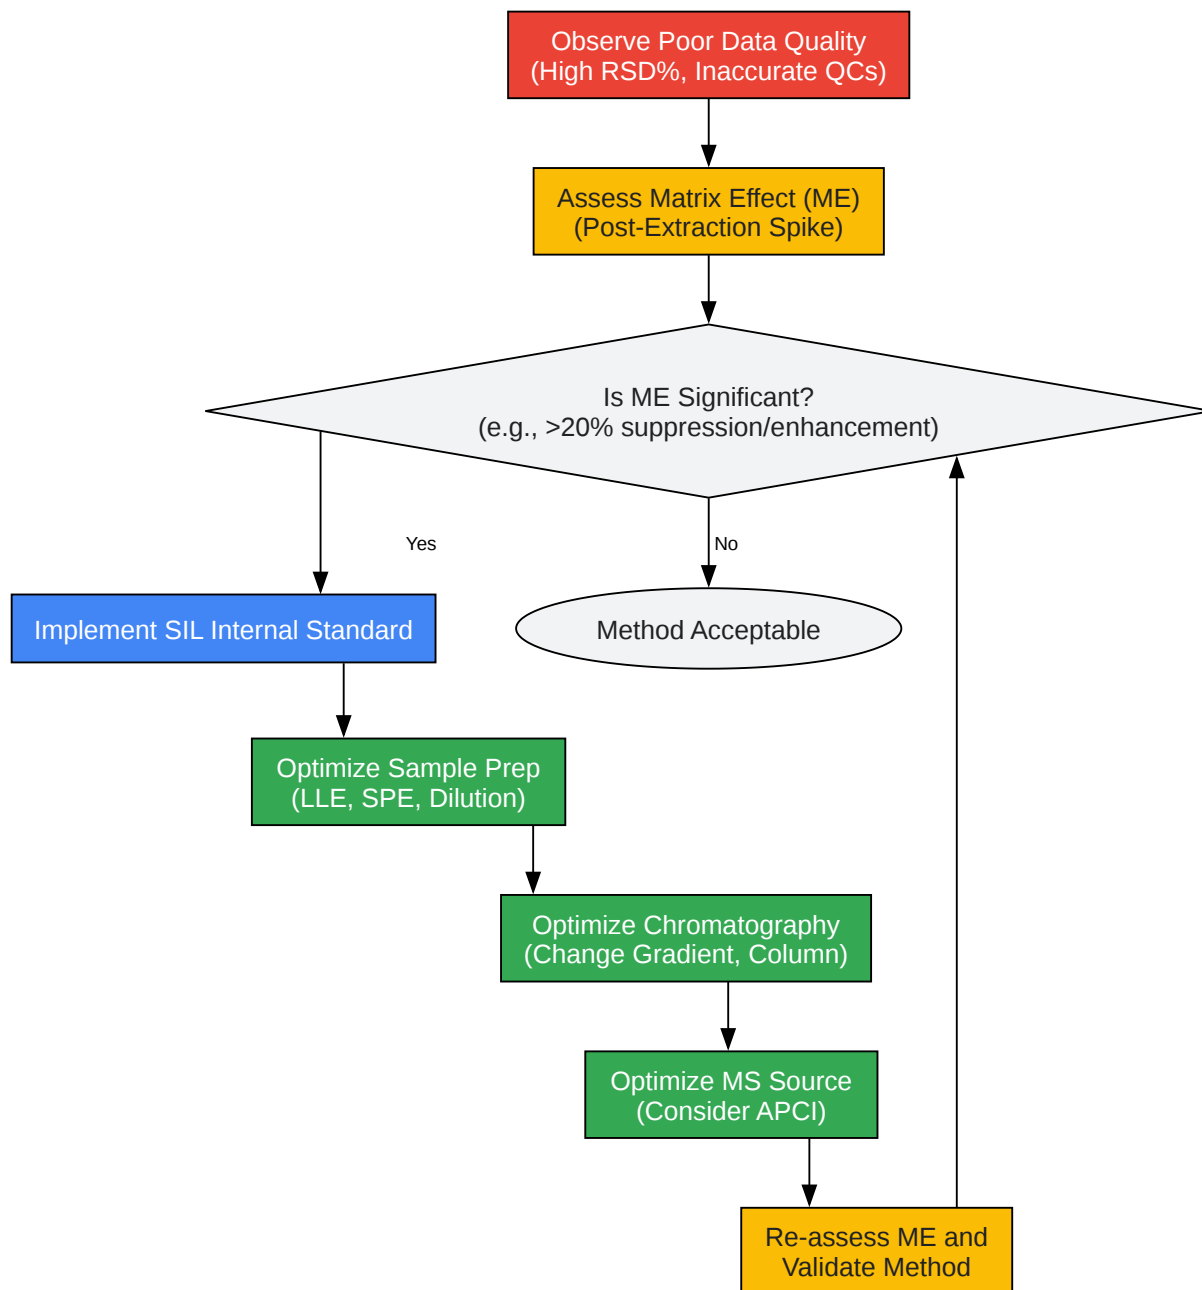 Observe Poor Data Quality
(High RSD%, Inaccurate QCs)
Assess Matrix Effect (ME)
(Post-Extraction Spike)
Is ME Significant?
(e.g., >20% suppression/enhancement)
Yes
No
Implement SIL Internal Standard
Method Acceptable
Optimize Sample Prep
(LLE, SPE, Dilution)
Optimize Chromatography
(Change Gradient, Column)
Optimize MS Source
(Consider APCI)
Re-assess ME and
Validate Method